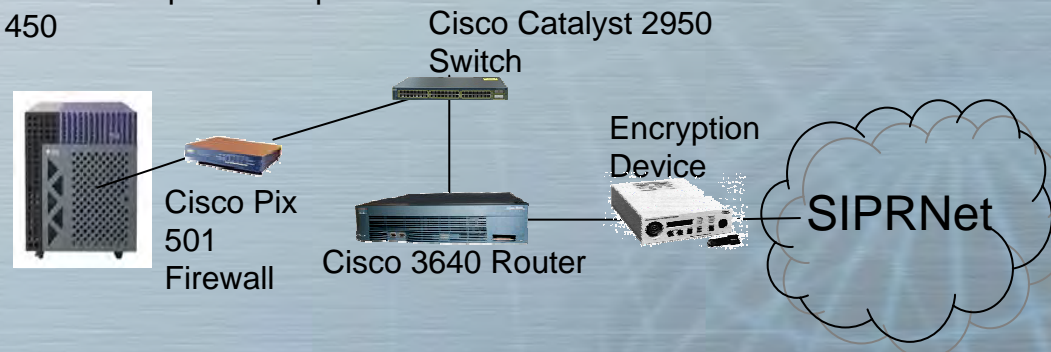 450
Cisco Catalyst 2950
Switch
Encryption
Device
SIPRNet
Cisco Pix
501
Firewall
Cisco 3640 Router